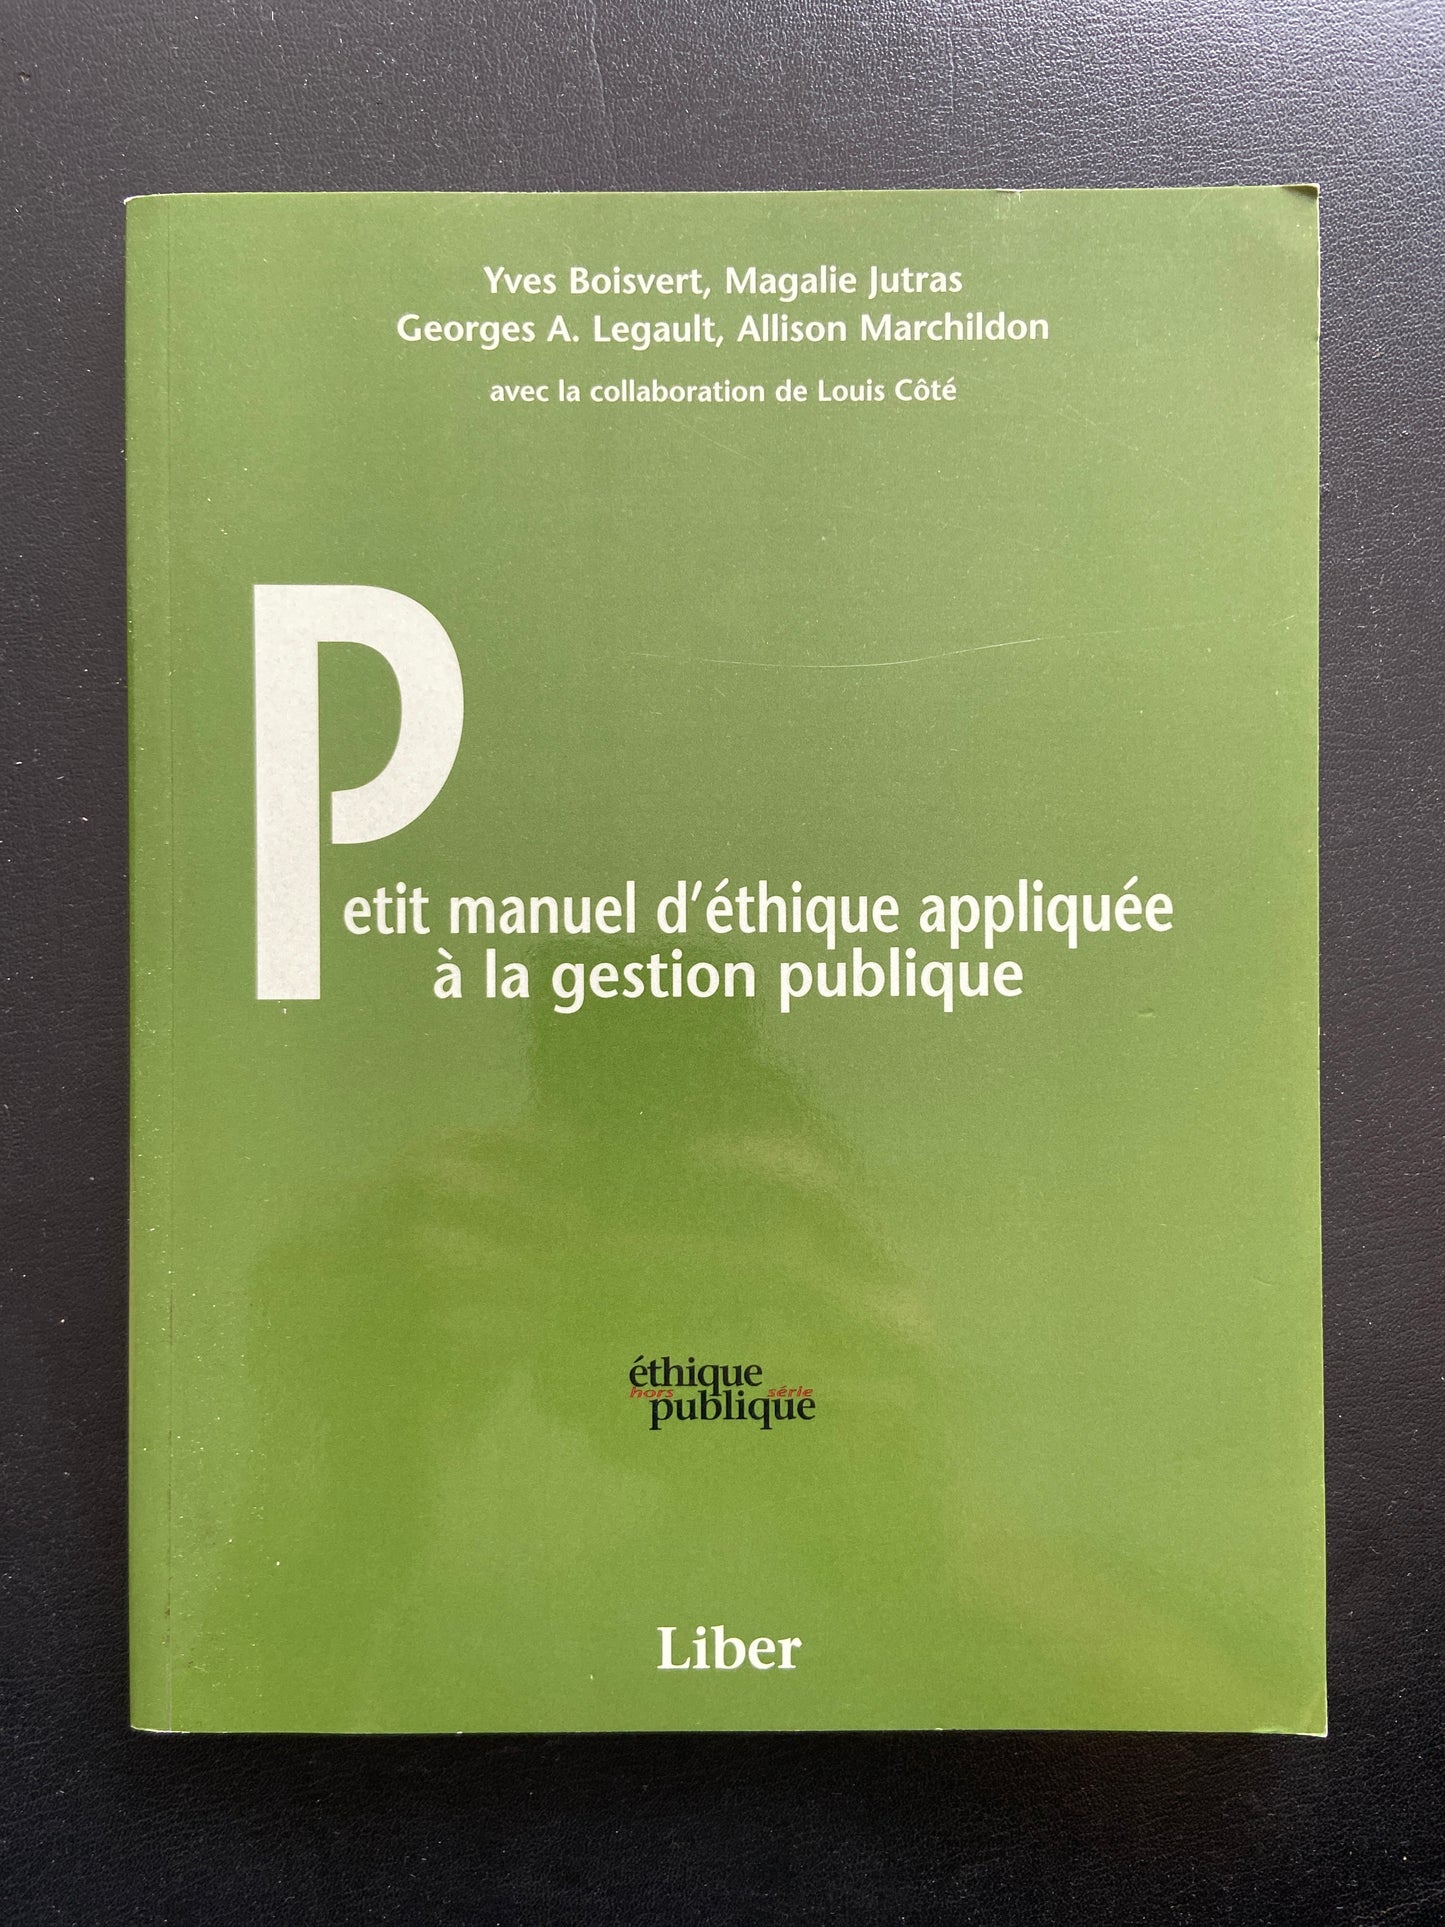 Yves Boisvert, Magalie Jutras
Georges A. Legault, Allison Marchildon
avec la collaboration de Louis Côté
Petit manuel d'éthique appliquée
à la gestion publique
éthique
hors série
publique
Liber